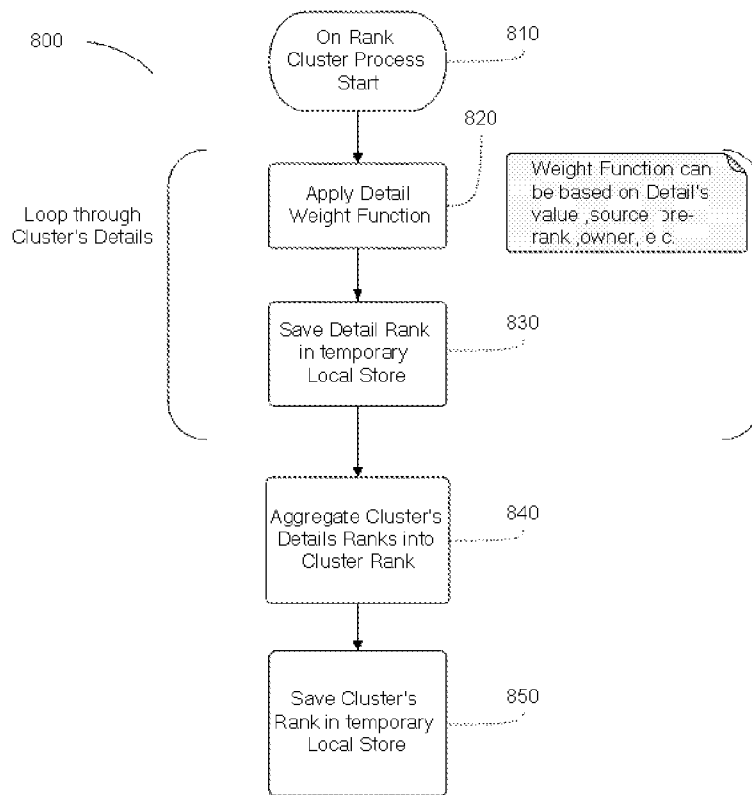 800
On Rank
Cluster Process
Start
810
820
Loop through
Cluster's Details
Apply Detail
Weight Function
Weight Function can
be based on Detail's
value ,source pre-
rank ,owner, e c.
Save Detail Rank
in temporary
Local Store
830
Aggregate Cluster's
Details Ranks into
Cluster Rank
840
Save Cluster's
Rank in temporary
Local Store
850